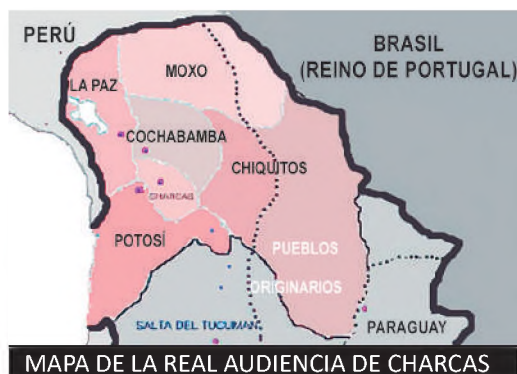 PERÚ
BRASIL
(REINO DE PORTUGAL)
MOXO
LA PAZ
COCHABAMBA
CHIQUITOS
CHARCAS
POTOSÍ
PUEBLOS
ORIGINARIOS
SALTA DEL TUCUMAN
PARAGUAY
MAPA DE LA REAL AUDIENCIA DE CHARCAS